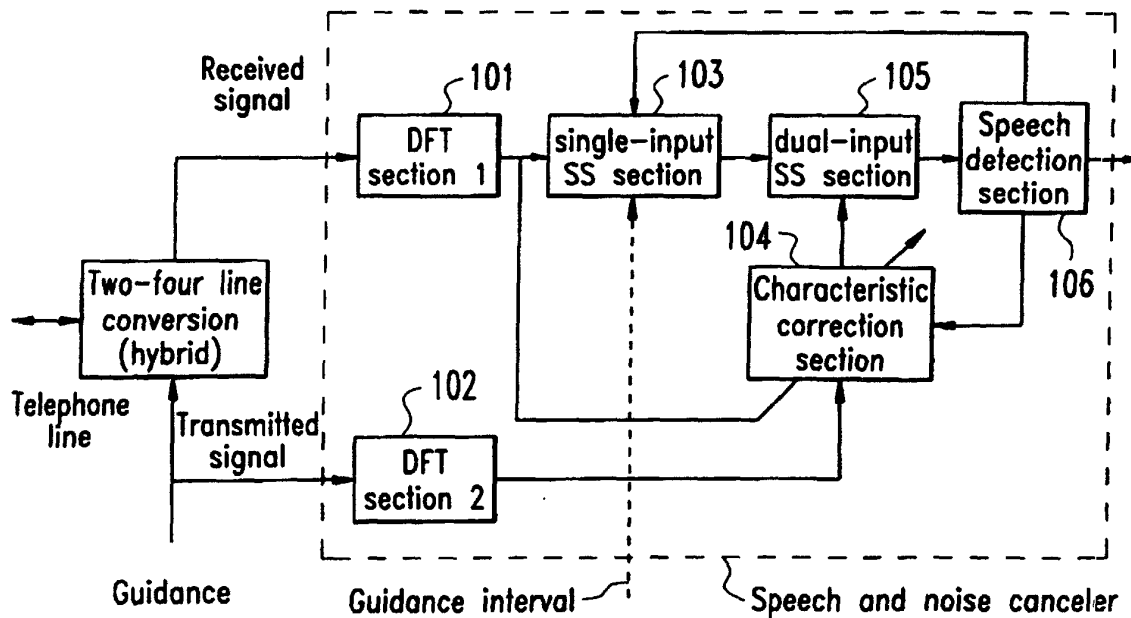 Received
signal
101
DFT
section 1
103
single-input
SS section
105
dual-input
SS section
Speech
detection
section
106
104
Characteristic
correction
section
Two-four line
conversion
(hybrid)
Telephone
line
Transmitted
signal
102
DFT
section 2
Guidance
Guidance interval
Speech and noise canceler